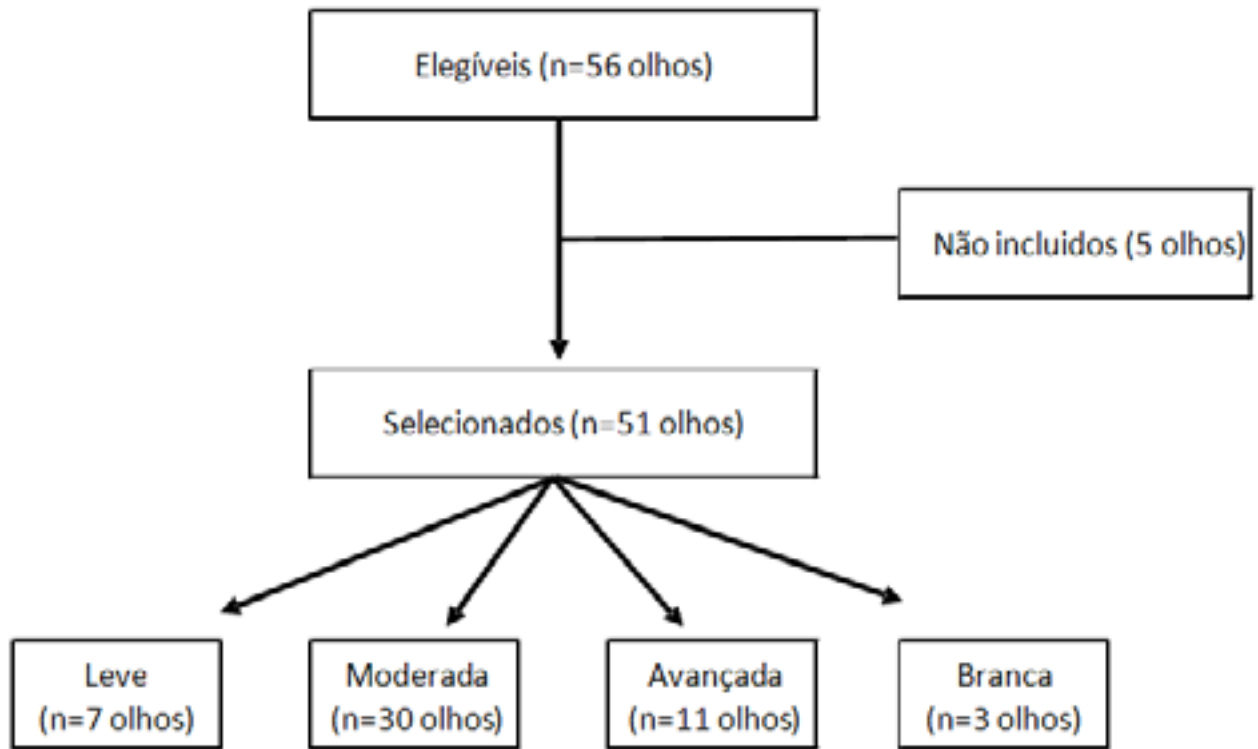 Elegíveis (n=56 olhos)
Não incluidos (5 olhos)
Selecionados (n=51 olhos)
Leve
(n=7 olhos)
Moderada
(n=30 olhos)
Avançada
(n=11 olhos)
Branca
(n=3 olhos)